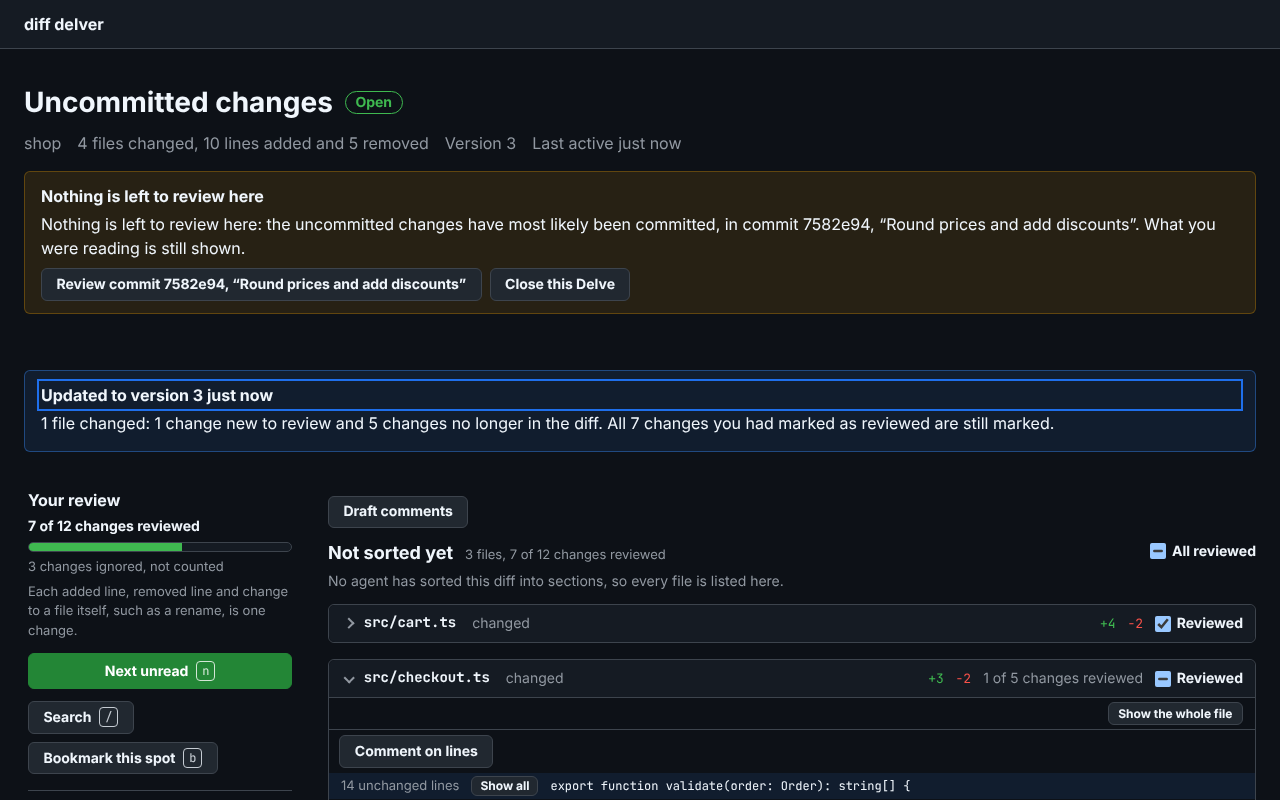 diff delver
Uncommitted changes Open
shop 4 files changed, 10 lines added and 5 removed Version 3 Last active just now
Nothing is left to review here
Nothing is left to review here: the uncommitted changes have most likely been committed, in commit 7582e94, “Round prices and add discounts”. What you
were reading is still shown.
Review commit 7582e94, “Round prices and add discounts” Close this Delve
Updated to version 3 just now
1 file changed: 1 change new to review and 5 changes no longer in the diff. All 7 changes you had marked as reviewed are still marked.
Your review
7 of 12 changes reviewed
3 changes ignored, not counted
Each added line, removed line and change
to a file itself, such as a rename, is one
change.
Next unread n
Search /
Bookmark this spot b
Draft comments
Not sorted yet 3 files, 7 of 12 changes reviewed All reviewed
No agent has sorted this diff into sections, so every file is listed here.
src/cart.ts changed +4 -2 Reviewed
src/checkout.ts changed +3 -2 1 of 5 changes reviewed Reviewed
Show the whole file
Comment on lines
14 unchanged lines Show all export function validate(order: Order): string[] {